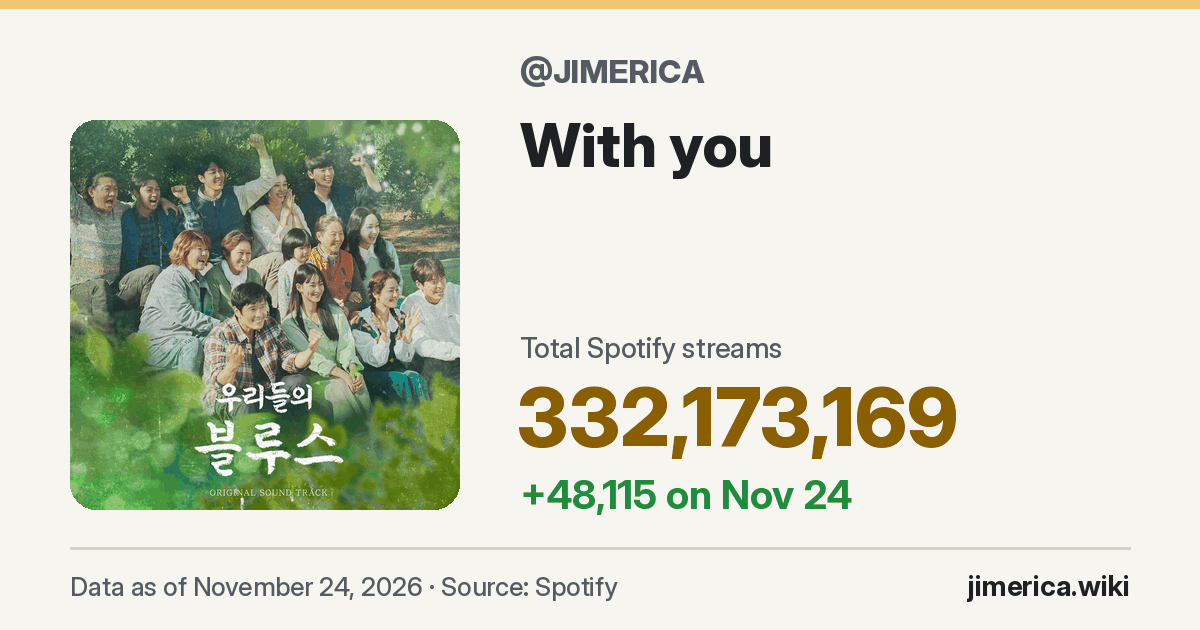 @JIMERICA
With you
우리들의
블루스
ORIGINAL SOUND TRACK
Total Spotify streams
332,173,169
+48,115 on Nov 24
Data as of November 24, 2026 · Source: Spotify
jimerica.wiki